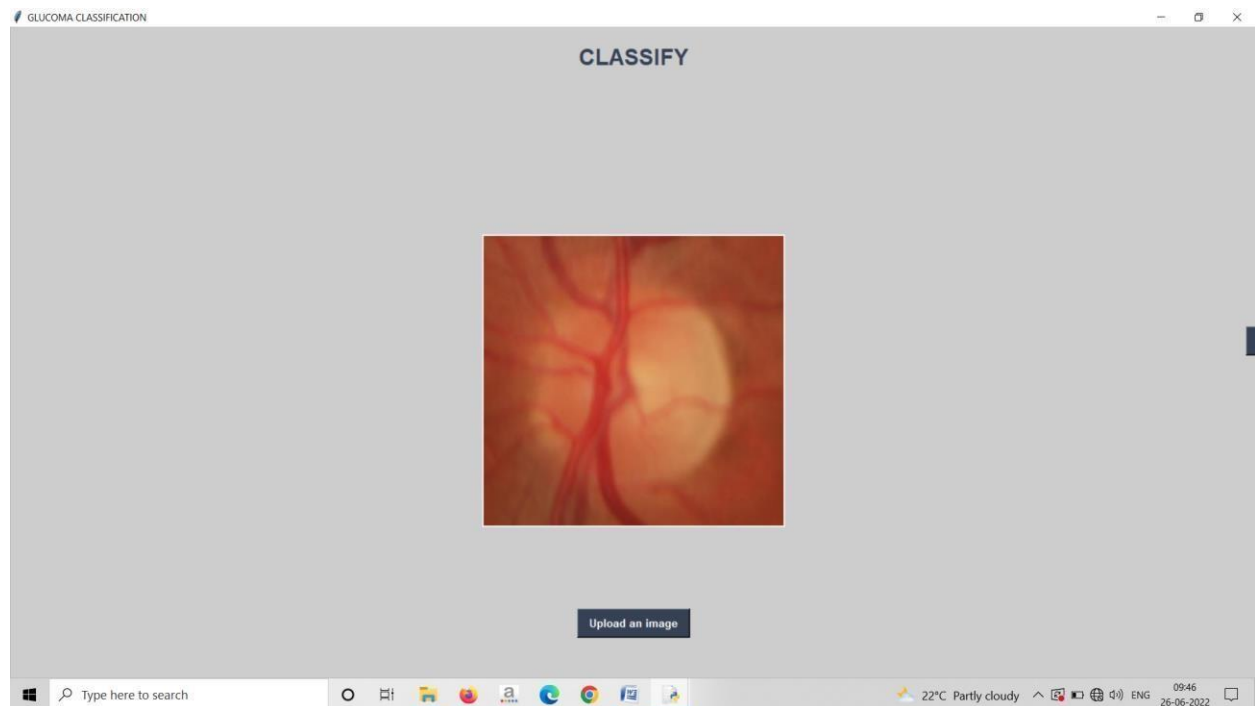 GLUCOMA CLASSIFICATION
CLASSIFY
Upload an image
Type here to search
a
22°C Partly cloudy
ENG
09:46
26-06-2022